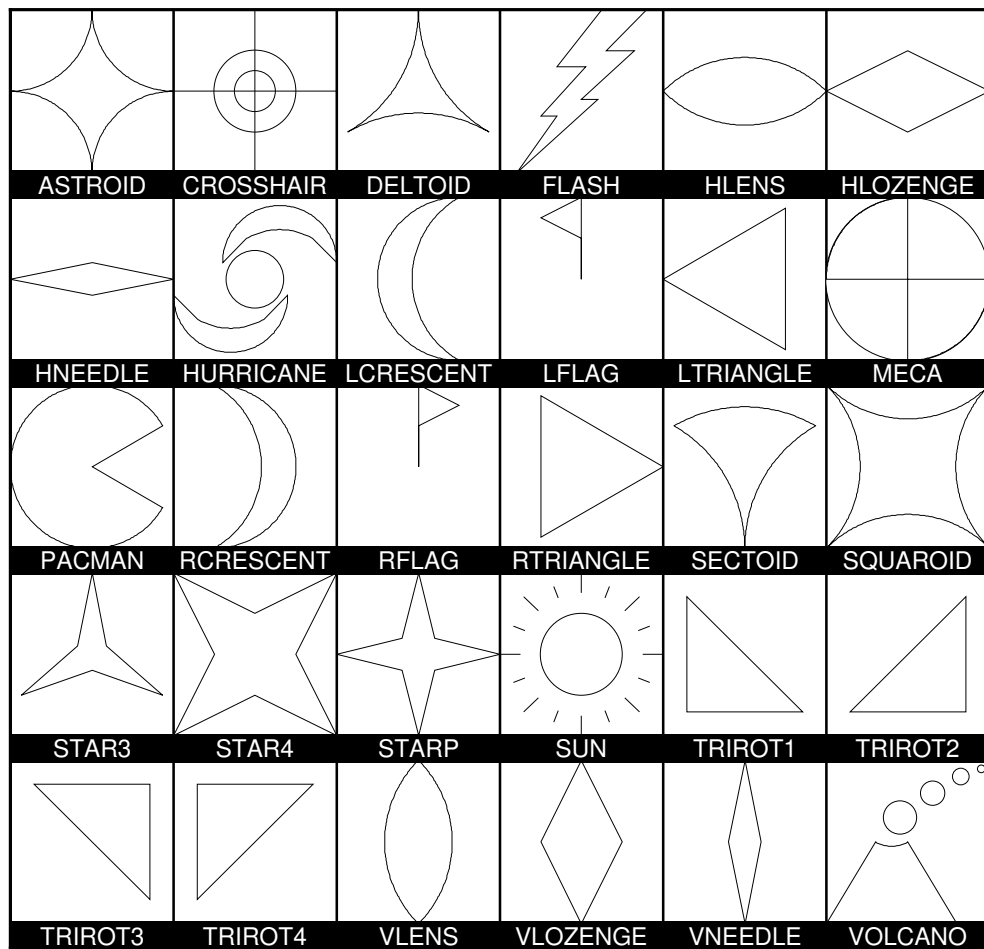 ASTROID CROSSHAIR DELTOID FLASH HLENS HLOZENGE
HNEEDLE HURRICANE LCRESCENT LFLAG LTRIANGLE MECA
PACMAN RCRESCENT RFLAG RTRIANGLE SECTOID SQUAROID
STAR3 STAR4 STARP SUN TRIROT1 TRIROT2
TRIROT3 TRIROT4 VLENS VLOZENGE VNEEDLE VOLCANO